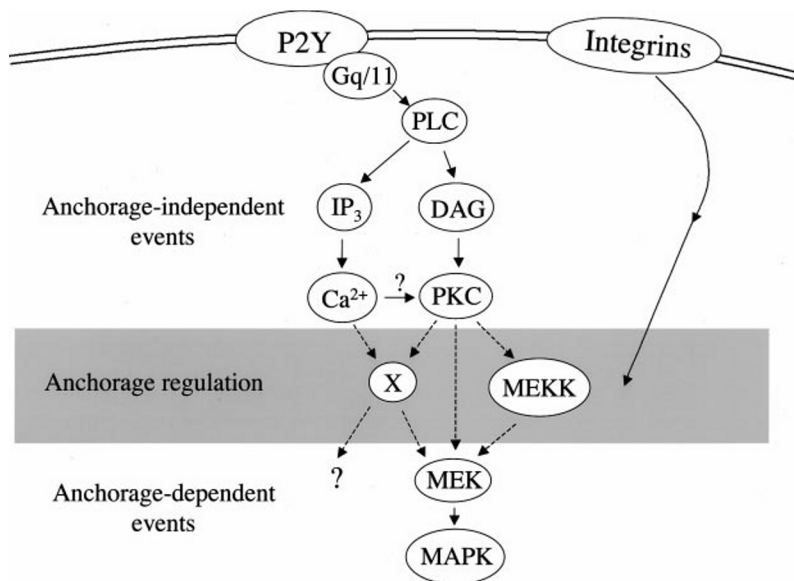 P2Y
Integrins
Gq/11
PLC
Anchorage-independent
events
IP₃
DAG
Ca²⁺
?
PKC
Anchorage regulation
X
MEKK
?
MEK
Anchorage-dependent
events
MAPK